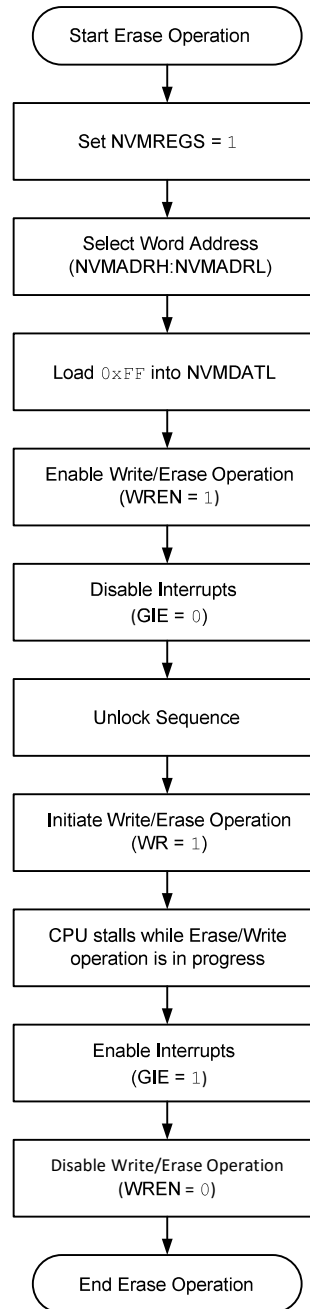 Start Erase Operation
Set NVMREGS = 1
Select Word Address
(NVMADRH:NVMADRL)
Load 0xFF into NVMDATL
Enable Write/Erase Operation
(WREN = 1)
Disable Interrupts
(GIE = 0)
Unlock Sequence
Initiate Write/Erase Operation
(WR = 1)
CPU stalls while Erase/Write
operation is in progress
Enable Interrupts
(GIE = 1)
Disable Write/Erase Operation
(WREN = 0)
End Erase Operation